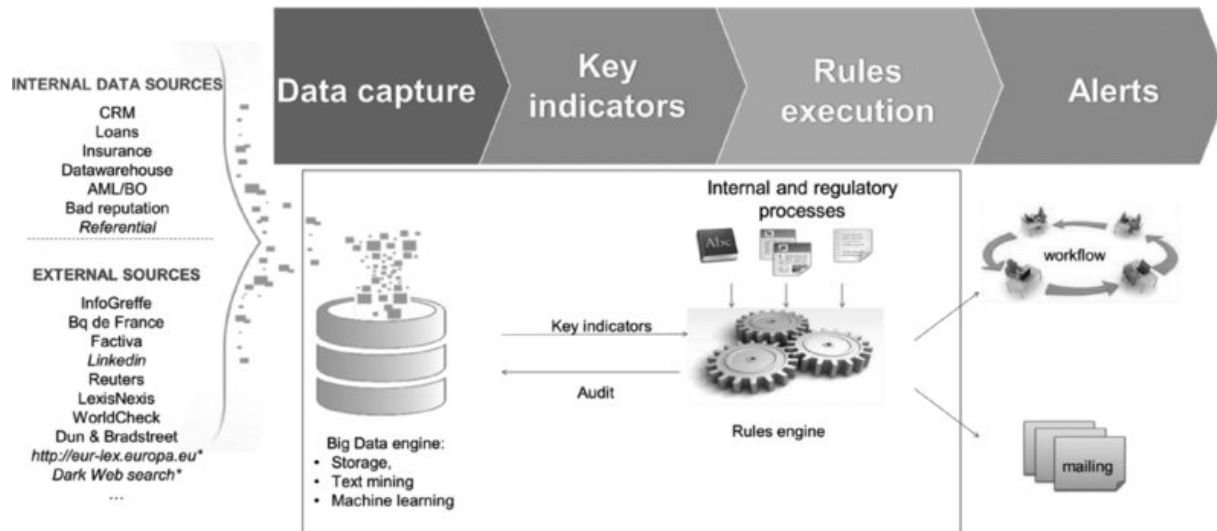 Data capture
Key
indicators
Rules
execution
Alerts
INTERNAL DATA SOURCES
CRM
Loans
Insurance
Datawarehouse
AML/BO
Bad reputation
Referential
EXTERNAL SOURCES
InfoGreffe
Bq de France
Factiva
Linkedin
Reuters
LexisNexis
WorldCheck
Dun & Bradstreet
http://eur-lex.europa.eu*
Dark Web search*
...
Big Data engine:
• Storage,
• Text mining
• Machine learning
Key indicators
Audit
Internal and regulatory
processes
Abc
Rules engine
workflow
mailing